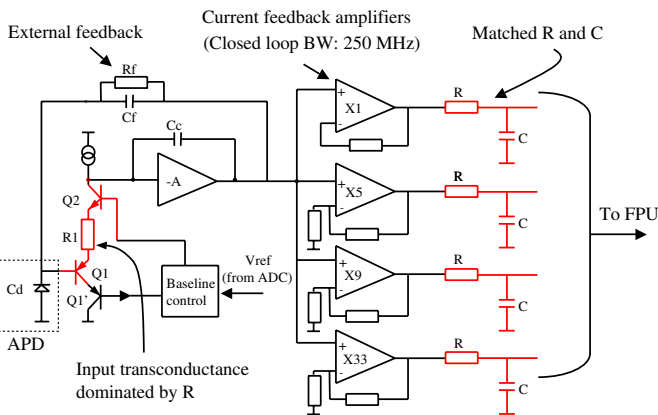 Current feedback amplifiers
(Closed loop BW: 250 MHz)
External feedback
Matched R and C
Rf
Cf
Cc
-A
Q2
R1
Q1
Q1'
Cd
APD
Baseline
control
Vref
(from ADC)
Input transconductance
dominated by R
+
X1
-
R
C
+
X5
-
R
C
+
X9
-
R
C
+
X33
-
R
C
To FPU